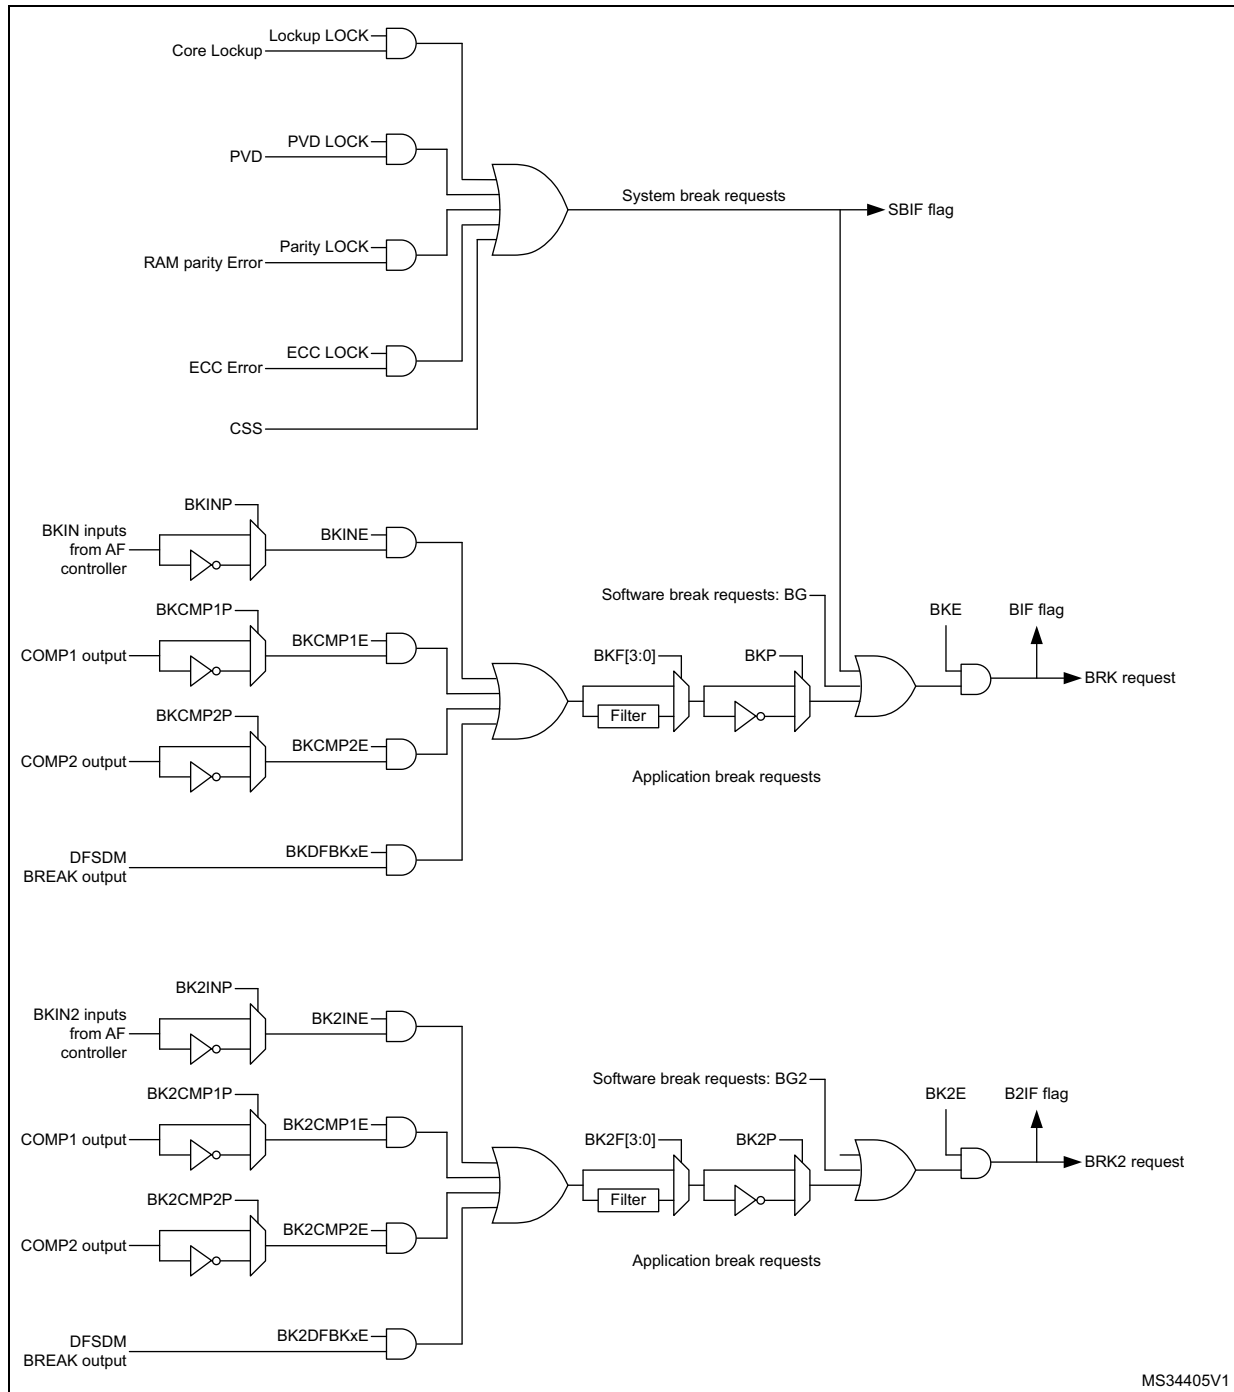 Lockup LOCK
Core Lockup
PVD LOCK
PVD
System break requests
SBIF flag
Parity LOCK
RAM parity Error
ECC LOCK
ECC Error
CSS
BKINP
BKIN inputs
from AF
controller
BKINE
Software break requests: BG
BKE
BIF flag
BKCMP1P
BKCMP1E
COMP1 output
BKF[3:0]
BKP
BRK request
Filter
BKCMP2P
BKCMP2E
COMP2 output
Application break requests
DFSDM
BREAK output
BKDFBKxE
BK2INP
BKIN2 inputs
from AF
controller
BK2INE
Software break requests: BG2
BK2E
B2IF flag
BK2CMP1P
BK2CMP1E
COMP1 output
BK2F[3:0]
BK2P
BRK2 request
Filter
BK2CMP2P
BK2CMP2E
COMP2 output
Application break requests
DFSDM
BREAK output
BK2DFBKxE
MS34405V1